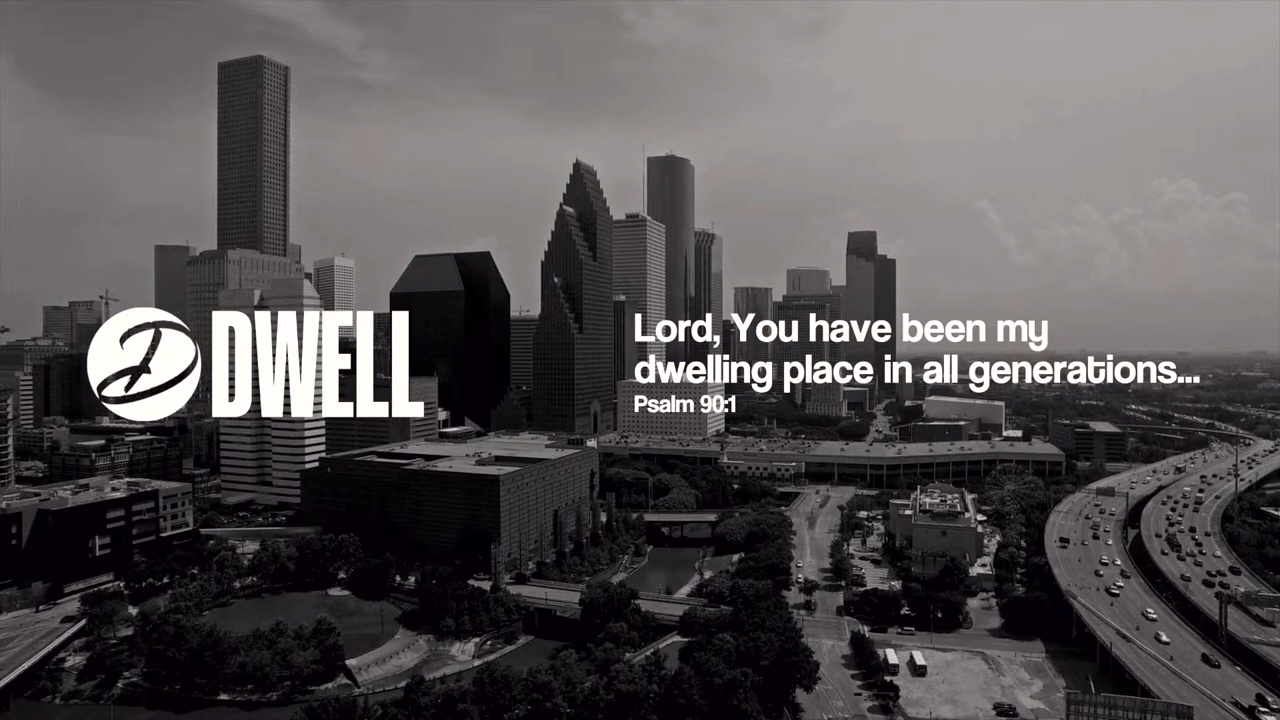 DWELL
Lord, You have been my
dwelling place in all generations...
Psalm 90:1